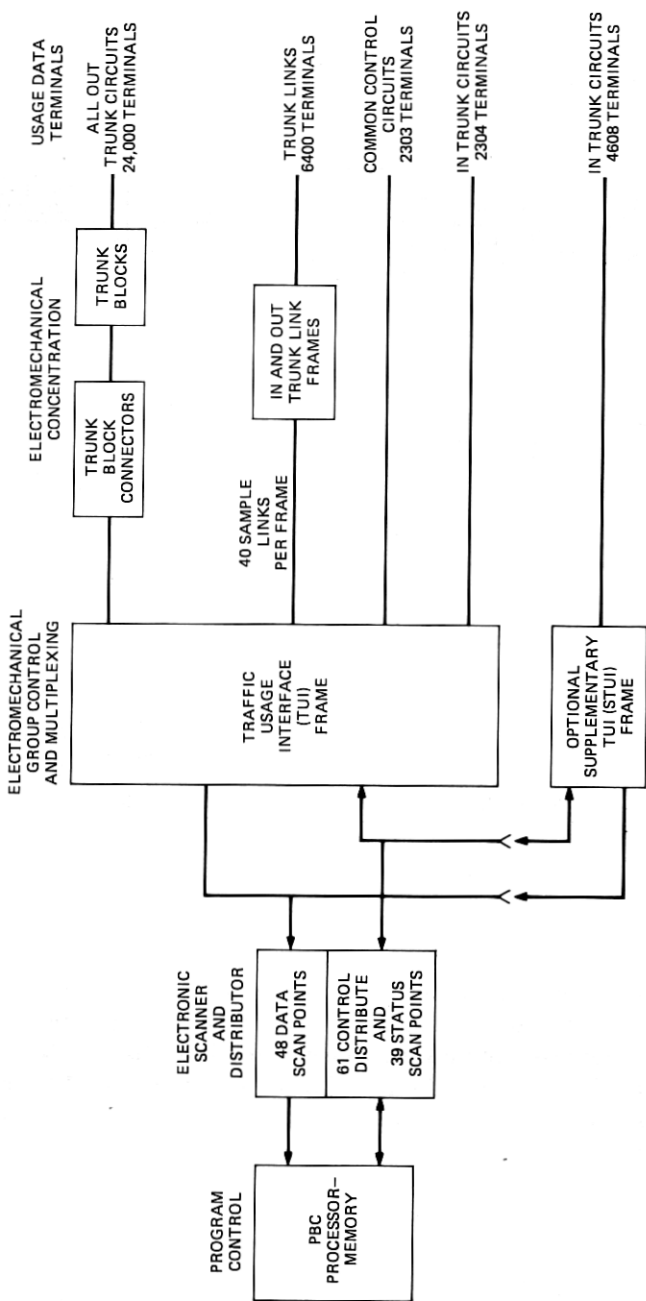 PROGRAM
CONTROL
PBC
PROCESSOR–
MEMORY
ELECTRONIC
SCANNER
AND
DISTRIBUTOR
48 DATA
SCAN POINTS
61 CONTROL
DISTRIBUTE
AND
39 STATUS
SCAN POINTS
ELECTROMECHANICAL
GROUP CONTROL
AND MULTIPLEXING
TRAFFIC
USAGE
INTERFACE
(TUI)
FRAME
OPTIONAL
SUPPLEMENTARY
TUI (STUI)
FRAME
ELECTROMECHANICAL
CONCENTRATION
TRUNK
BLOCK
CONNECTORS
TRUNK
BLOCKS
40 SAMPLE
LINKS
PER FRAME
IN AND OUT
TRUNK LINK
FRAMES
USAGE DATA
TERMINALS
ALL OUT
TRUNK CIRCUITS
24,000 TERMINALS
TRUNK LINKS
6400 TERMINALS
COMMON CONTROL
CIRCUITS
2303 TERMINALS
IN TRUNK CIRCUITS
2304 TERMINALS
IN TRUNK CIRCUITS
4608 TERMINALS